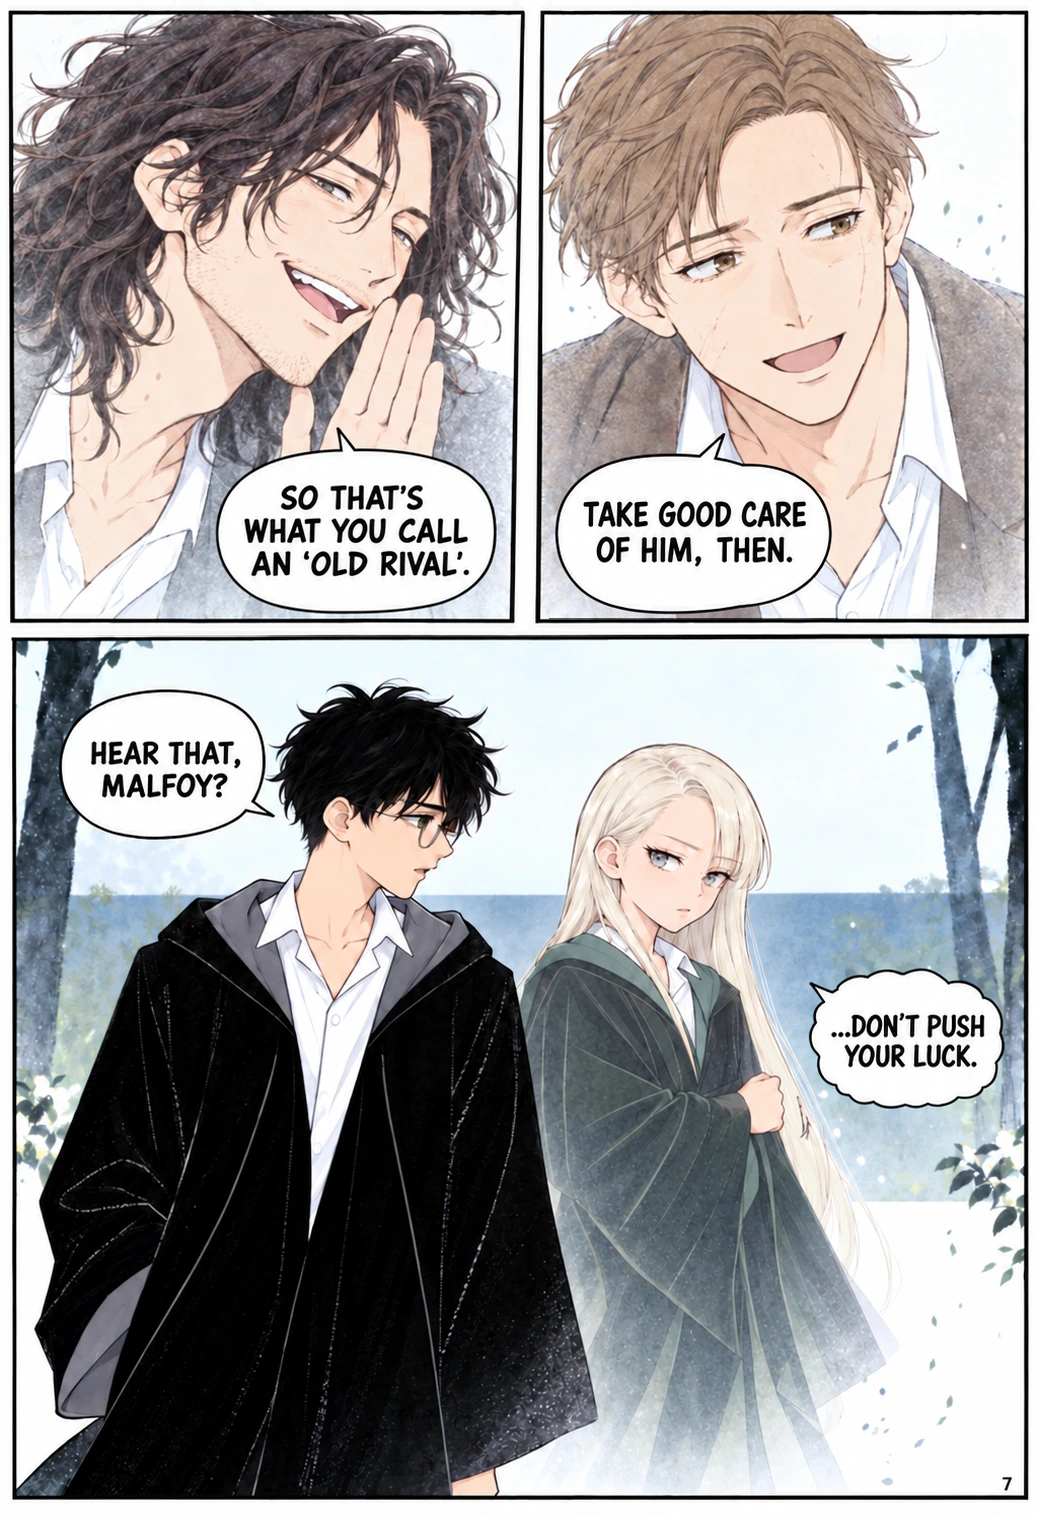 SO THAT'S
WHAT YOU CALL
AN 'OLD RIVAL'.
TAKE GOOD CARE
OF HIM, THEN.
HEAR THAT,
MALFOY?
...DON'T PUSH
YOUR LUCK.
7